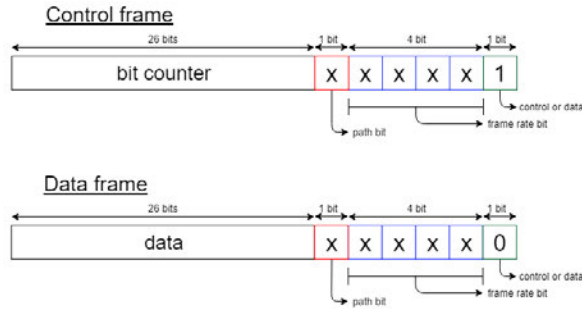 Control frame
26 bits 1 bit 4 bit 1 bit
bit counter x x x x x 1
control or data
frame rate bit
path bit
Data frame
26 bits 1 bit 4 bit 1 bit
data x x x x x 0
control or data
frame rate bit
path bit